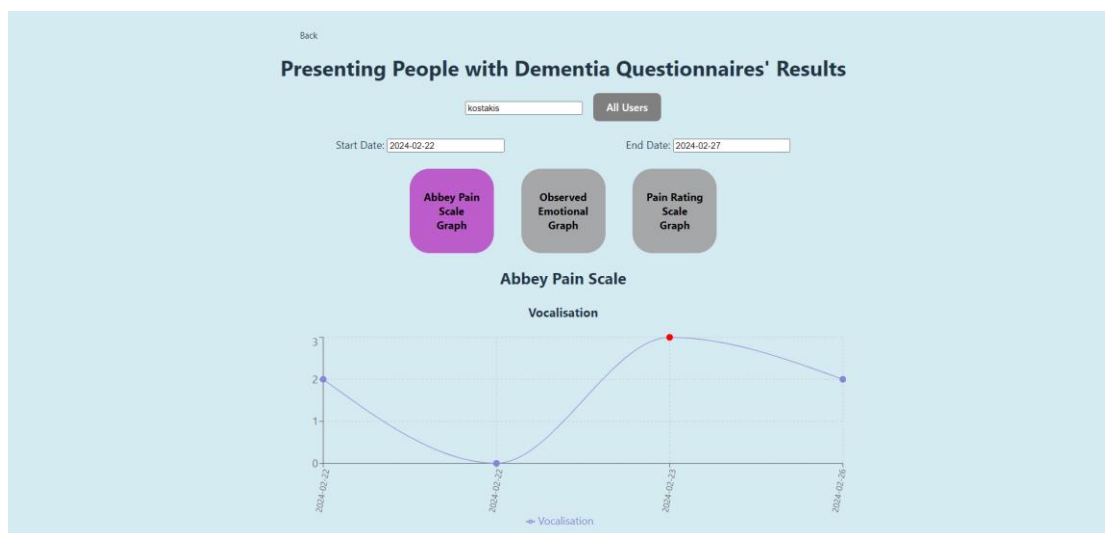 Back
Presenting People with Dementia Questionnaires' Results
kostakis All Users
Start Date: 2024-02-22 End Date: 2024-02-27
Abbey Pain Scale Graph
Observed Emotional Graph
Pain Rating Scale Graph
Abbey Pain Scale
Vocalisation
3
2
1
0
2024-02-22
2024-02-22
2024-02-23
2024-02-26
Vocalisation